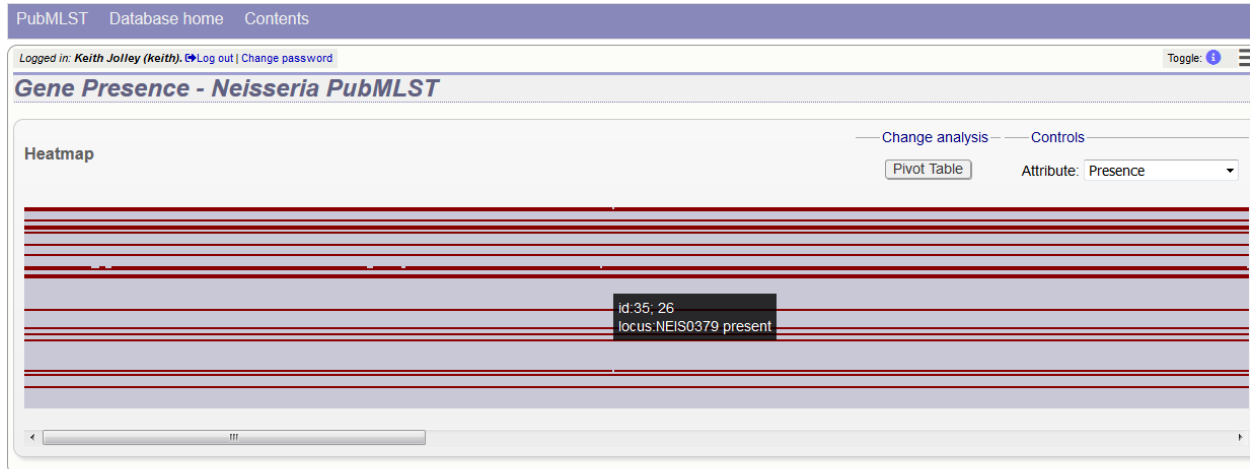 PubMLST Database home Contents
Logged in: Keith Jolley (keith). Log out | Change password
Toggle: i
Gene Presence - Neisseria PubMLST
Change analysis Controls
Heatmap
Pivot Table Attribute: Presence
id:35; 26
locus:NEIS0379 present